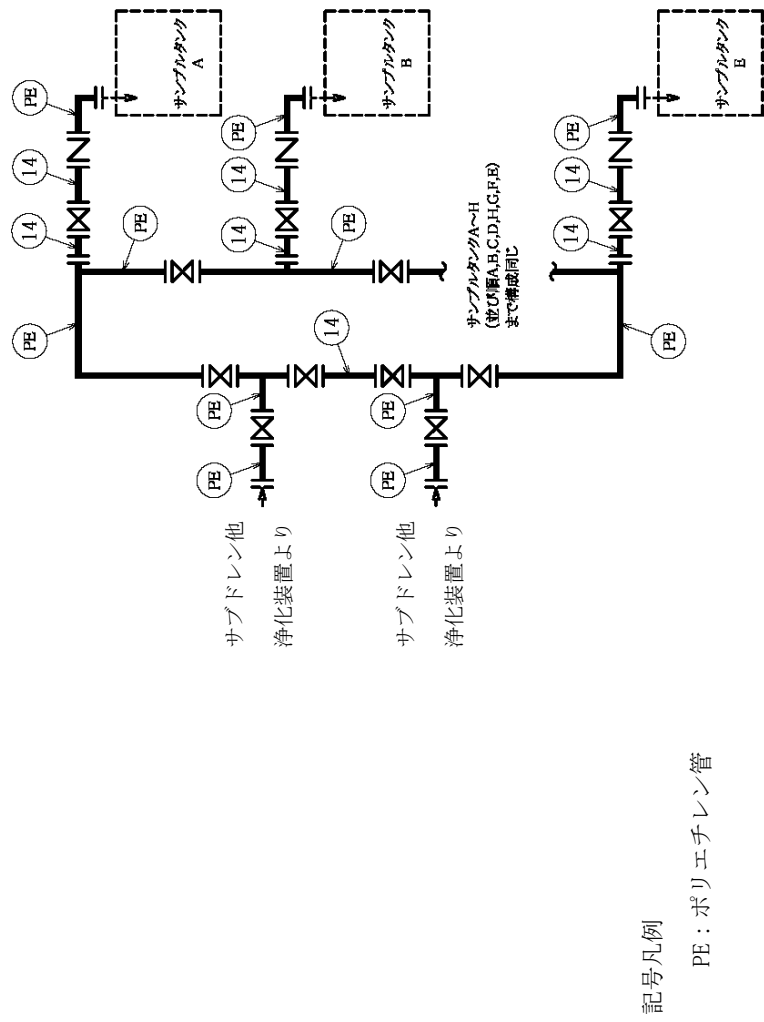 PE
14
14
PE
PE
サンプルタンク
A
PE
PE
14
14
PE
サブドレン他
浄化装置より
14
PE
PE
PE
サンプルタンク
B
サブドレン他
浄化装置より
サンプルタンクA～H
(並び順A,B,C,D,H,G,F,E)
まで構成同じ
14
14
PE
PE
サンプルタンク
E
記号凡例
PE：ポリエチレン管